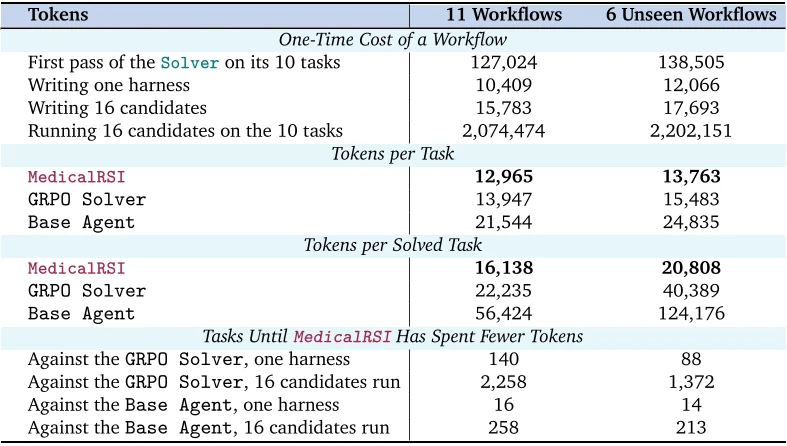 Tokens 11 Workflows 6 Unseen Workflows
One-Time Cost of a Workflow
First pass of the Solver on its 10 tasks 127,024 138,505
Writing one harness 10,409 12,066
Writing 16 candidates 15,783 17,693
Running 16 candidates on the 10 tasks 2,074,474 2,202,151
Tokens per Task
MedicalRSI 12,965 13,763
GRPO Solver 13,947 15,483
Base Agent 21,544 24,835
Tokens per Solved Task
MedicalRSI 16,138 20,808
GRPO Solver 22,235 40,389
Base Agent 56,424 124,176
Tasks Until MedicalRSI Has Spent Fewer Tokens
Against the GRPO Solver, one harness 140 88
Against the GRPO Solver, 16 candidates run 2,258 1,372
Against the Base Agent, one harness 16 14
Against the Base Agent, 16 candidates run 258 213